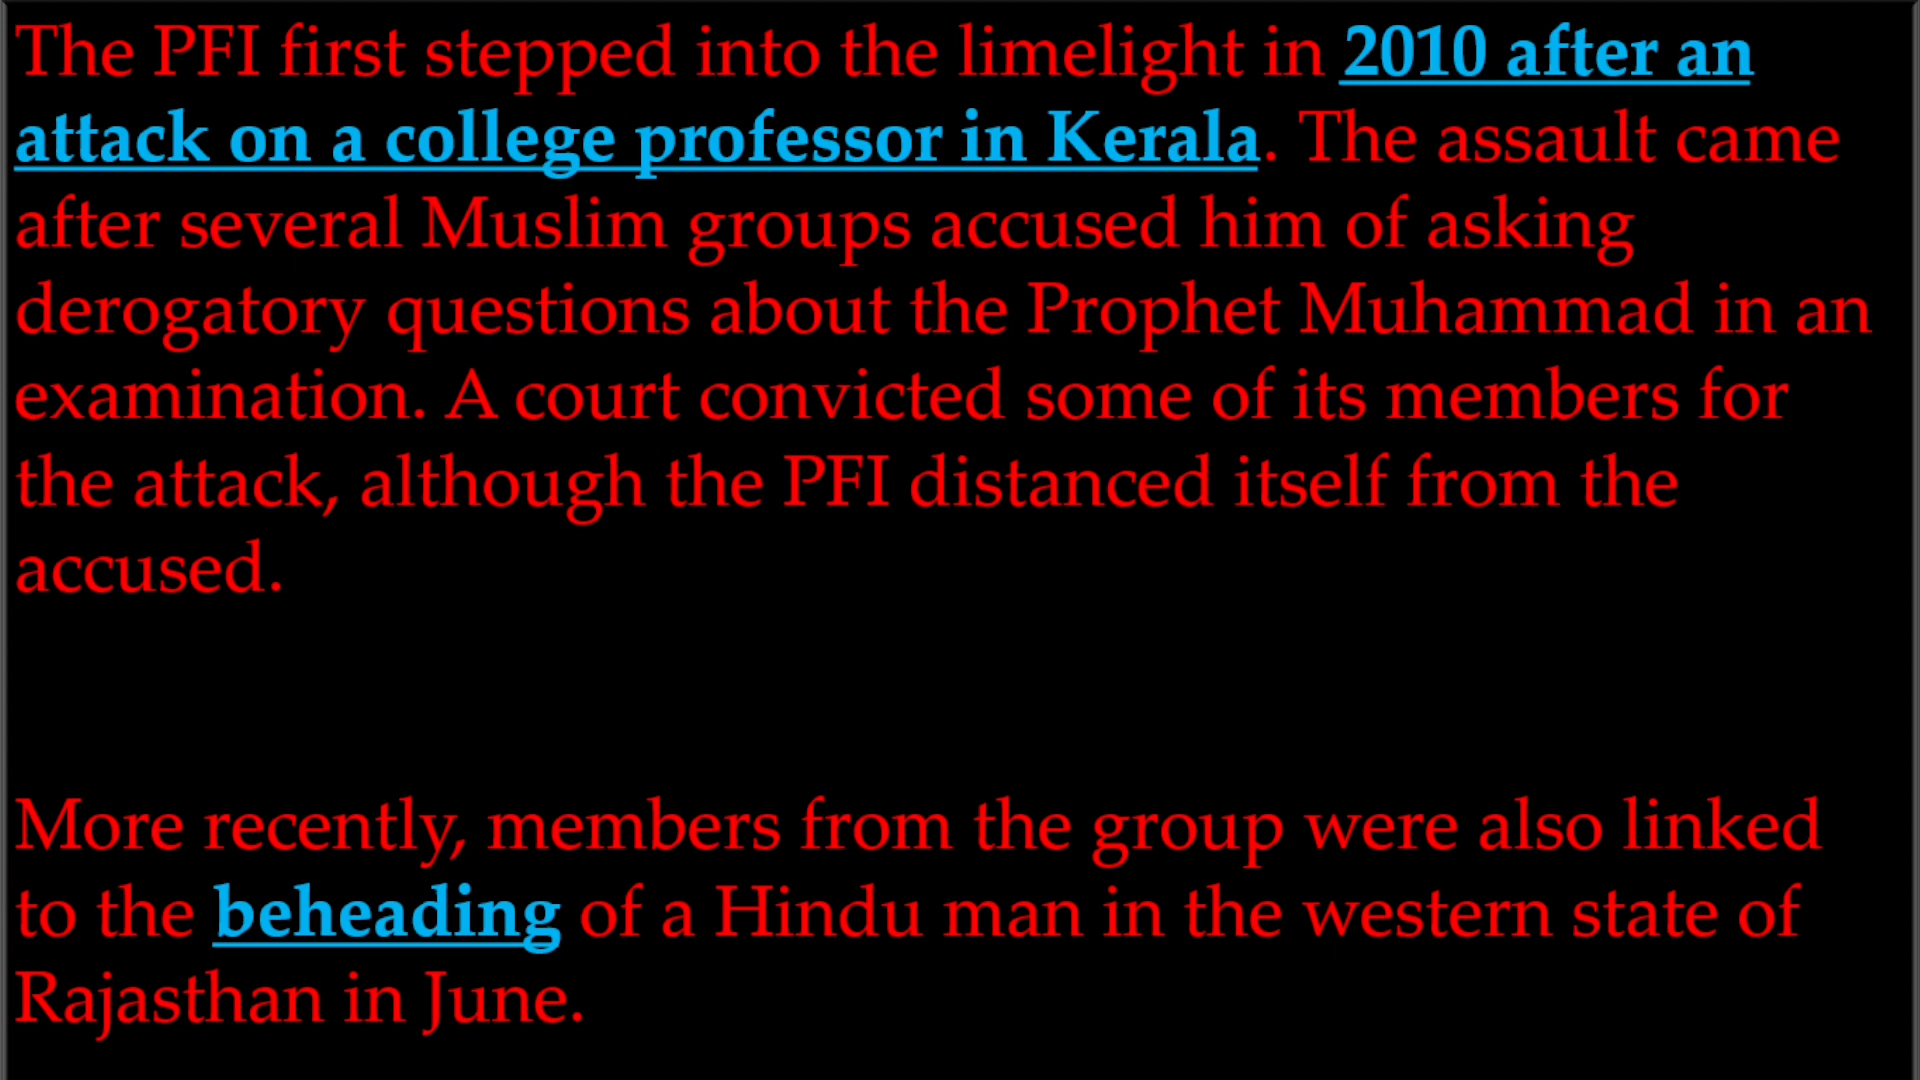 The PFI first stepped into the limelight in 2010 after an
attack on a college professor in Kerala. The assault came
after several Muslim groups accused him of asking
derogatory questions about the Prophet Muhammad in an
examination. A court convicted some of its members for
the attack, although the PFI distanced itself from the
accused.
More recently, members from the group were also linked
to the beheading of a Hindu man in the western state of
Rajasthan in June.